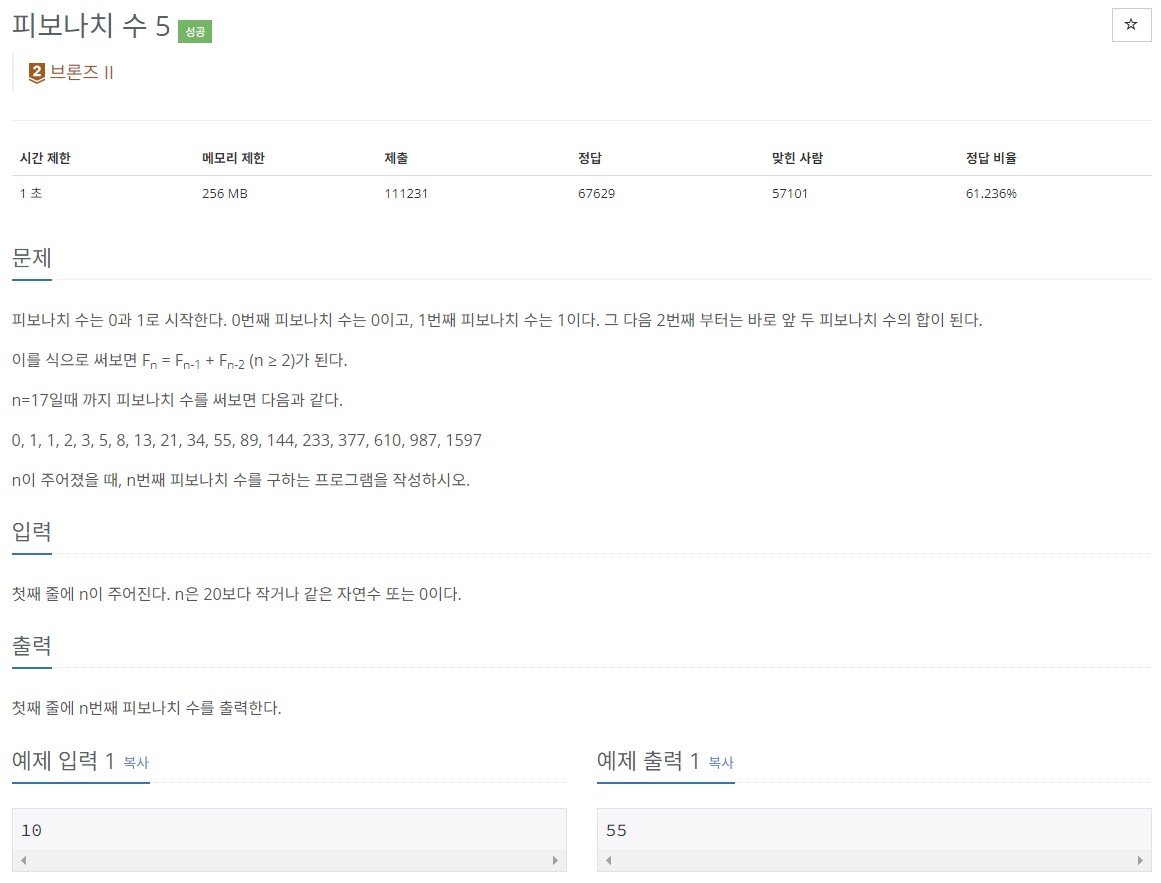 피보나치 수 5 성공
☆
2 브론즈 II
시간 제한 메모리 제한 제출 정답 맞힌 사람 정답 비율
1 초 256 MB 111231 67629 57101 61.236%
문제
피보나치 수는 0과 1로 시작한다. 0번째 피보나치 수는 0이고, 1번째 피보나치 수는 1이다. 그 다음 2번째 부터는 바로 앞 두 피보나치 수의 합이 된다.
이를 식으로 써보면 Fn = Fn-1 + Fn-2 (n ≥ 2)가 된다.
n=17일때 까지 피보나치 수를 써보면 다음과 같다.
0, 1, 1, 2, 3, 5, 8, 13, 21, 34, 55, 89, 144, 233, 377, 610, 987, 1597
n이 주어졌을 때, n번째 피보나치 수를 구하는 프로그램을 작성하시오.
입력
첫째 줄에 n이 주어진다. n은 20보다 작거나 같은 자연수 또는 0이다.
출력
첫째 줄에 n번째 피보나치 수를 출력한다.
예제 입력 1 복사
10
예제 출력 1 복사
55